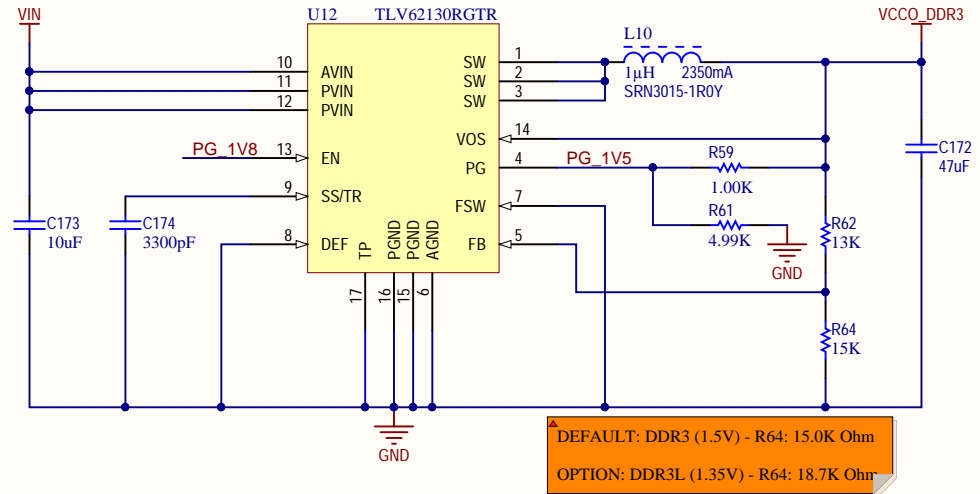 VIN
U12 TLV62130RGTR
VCCO_DDR3
L10
1µH 2350mA
SRN3015-1R0Y
10 AVIN
11 PVIN
12 PVIN
PG_1V8 13 EN
9 SS/TR
8 DEF
SW 1
SW 2
SW 3
VOS 14
PG 4 PG_1V5
FSW 7
FB 5
TP PGND PGND AGND
17 16 15 6
R59
1.00K
R61
4.99K
GND
R62
13K
R64
15K
C172
47uF
C173
10uF
C174
3300pF
GND
DEFAULT: DDR3 (1.5V) - R64: 15.0K Ohm
OPTION: DDR3L (1.35V) - R64: 18.7K Ohm